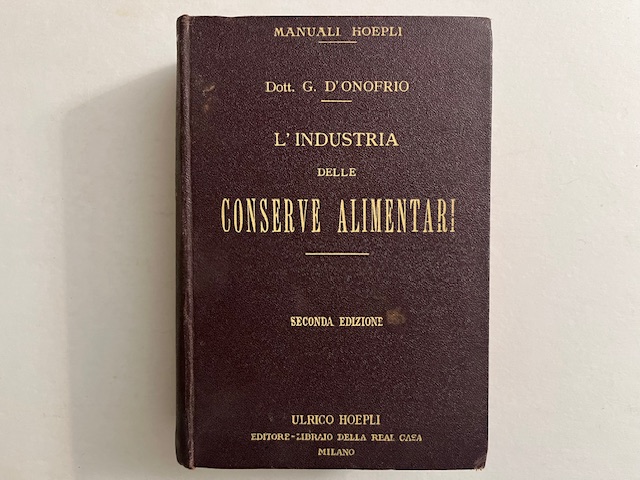 MANUALI HOEPLI
Dott. G. D'ONOFRIO
L'INDUSTRIA
DELLE
CONSERVE ALIMENTARI
SECONDA EDIZIONE
ULRICO HOEPLI
EDITORE-LIBRAIO DELLA REAL CASA
MILANO